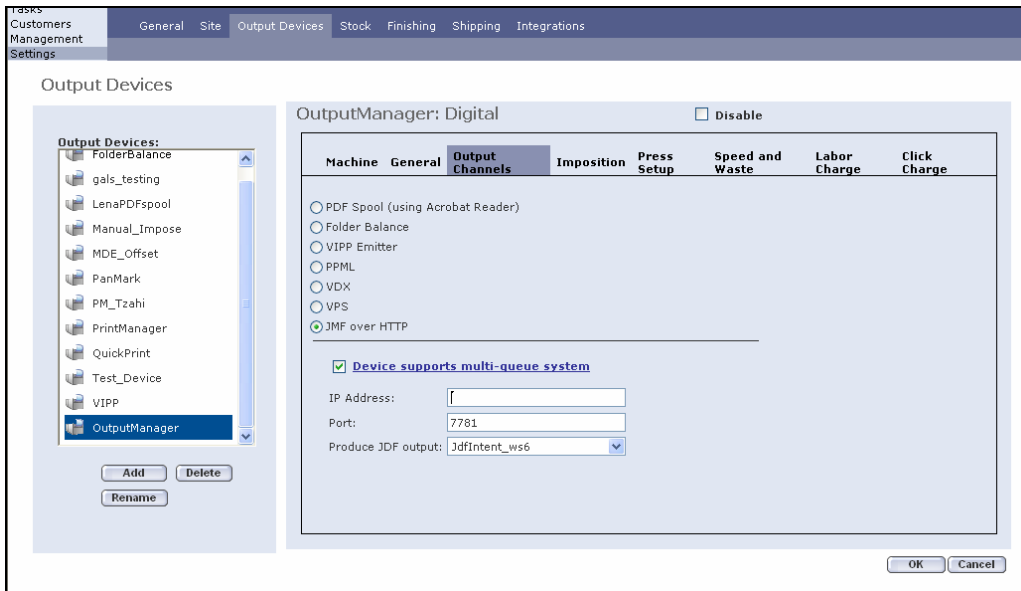 Tasks
Customers
Management
Settings
General Site Output Devices Stock Finishing Shipping Integrations
Output Devices
Output Devices:
FolderBalance
gals_testing
LenaPDFspool
Manual_Impose
MDE_Offset
PanMark
PM_Tzahi
PrintManager
QuickPrint
Test_Device
VIPP
OutputManager
Add Delete
Rename
OutputManager: Digital
Disable
Machine General Output Channels Imposition Press Setup Speed and Waste Labor Charge Click Charge
PDF Spool (using Acrobat Reader)
Folder Balance
VIPP Emitter
PPML
VDX
VPS
JMF over HTTP
Device supports multi-queue system
IP Address:
Port: 7781
Produce JDF output: JdfIntent_ws6
OK Cancel